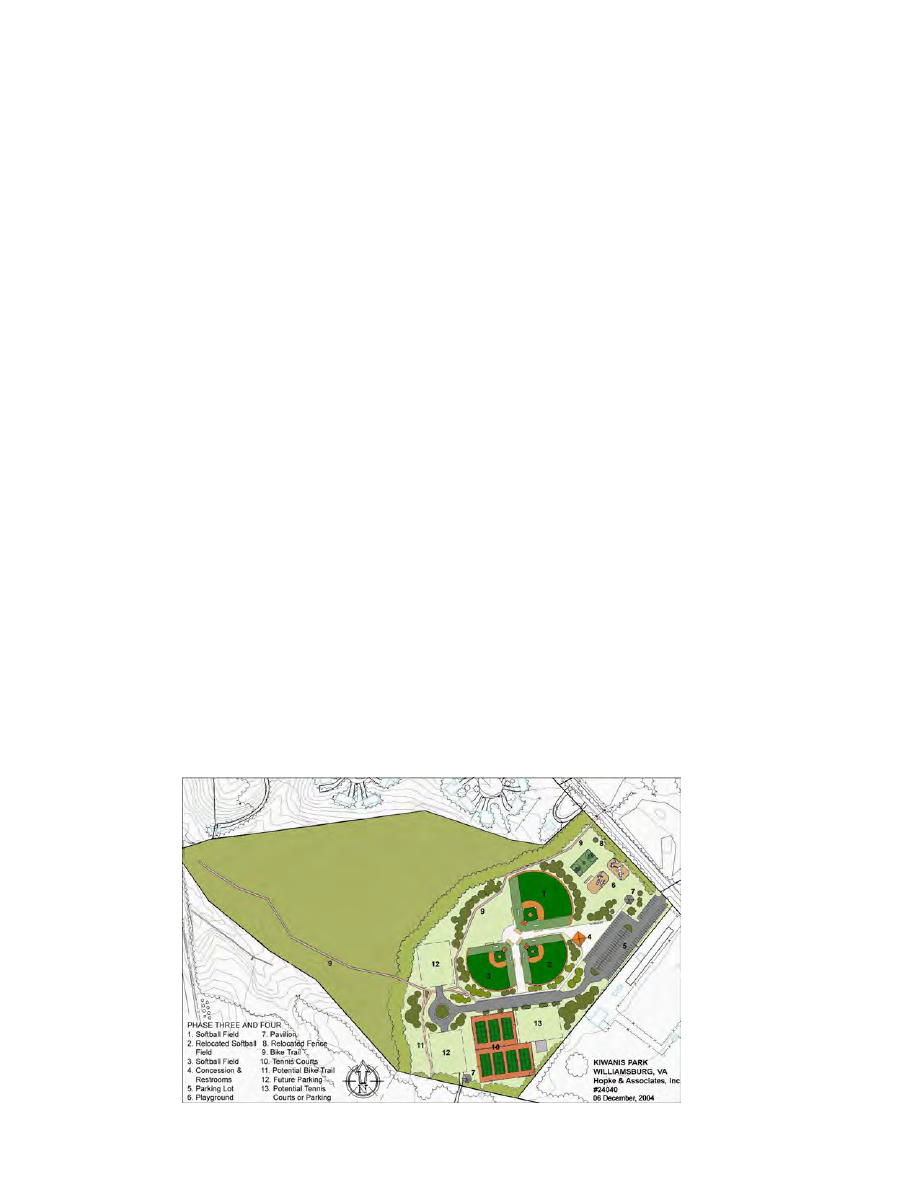 9
8
1
6
7
9
4
5
12
2
3
9
13
10
11
12
7
PHASE THREE AND FOUR
1. Softball Field
2. Relocated Softball
Field
3. Softball Field
4. Concession &
Restrooms
5. Parking Lot
6. Playground
7. Pavilion
8. Relocated Fence
9. Bike Trail
10. Tennis Courts
11. Potential Bike Trail
12. Future Parking
13. Potential Tennis
Courts or Parking
N
KIWANIS PARK
WILLIAMSBURG, VA
Hopke & Associates, Inc
#24040
06 December, 2004